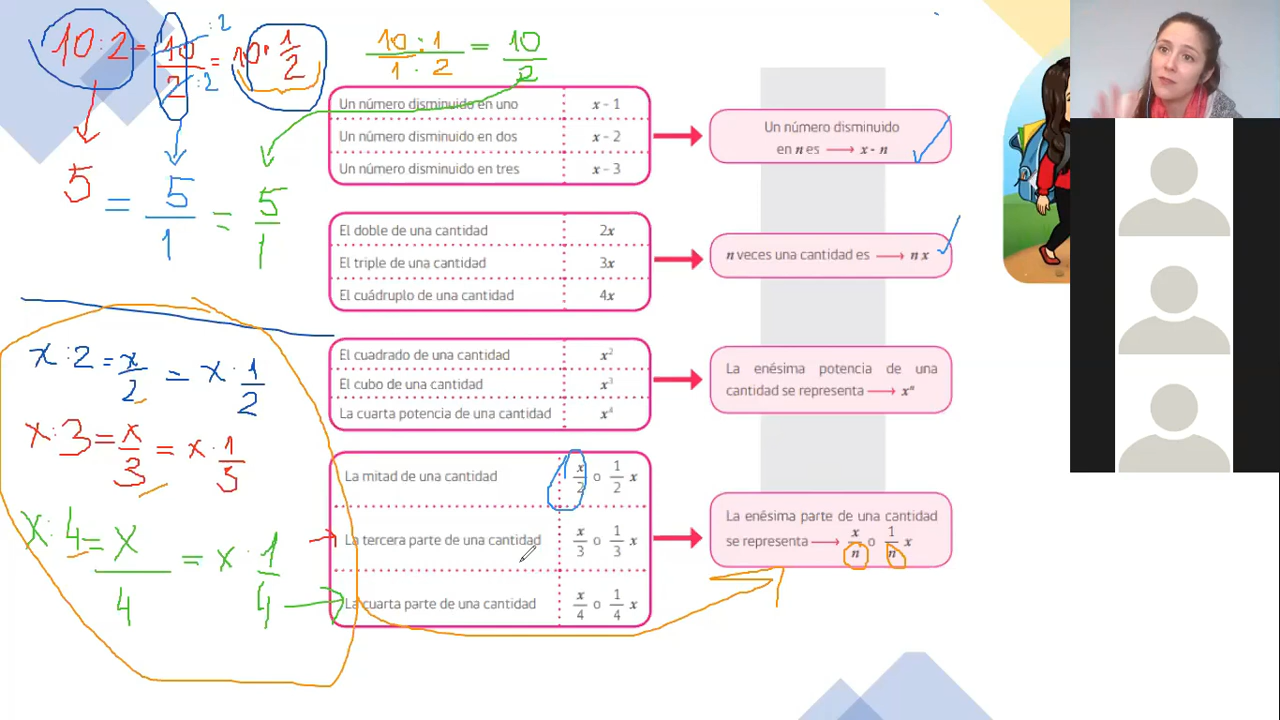 10 : 2 = 10/2 = 10 · 1/2
:2
:2
10 : 1 / 1 · 2 = 10/2
5 = 5/1 = 5/1
Un número disminuido en uno x - 1
Un número disminuido en dos x - 2
Un número disminuido en tres x - 3
Un número disminuido
en n es → x - n
El doble de una cantidad 2x
El triple de una cantidad 3x
El cuádruplo de una cantidad 4x
n veces una cantidad es → n x
El cuadrado de una cantidad x²
El cubo de una cantidad x³
La cuarta potencia de una cantidad x⁴
La enésima potencia de una
cantidad se representa → xⁿ
La mitad de una cantidad x/2 o 1/2 x
La tercera parte de una cantidad x/3 o 1/3 x
La cuarta parte de una cantidad x/4 o 1/4 x
La enésima parte de una cantidad
se representa → x/n o 1/n x
x : 2 = x/2 = x · 1/2
x : 3 = x/3 = x · 1/3
x : 4 = x/4 = x · 1/4